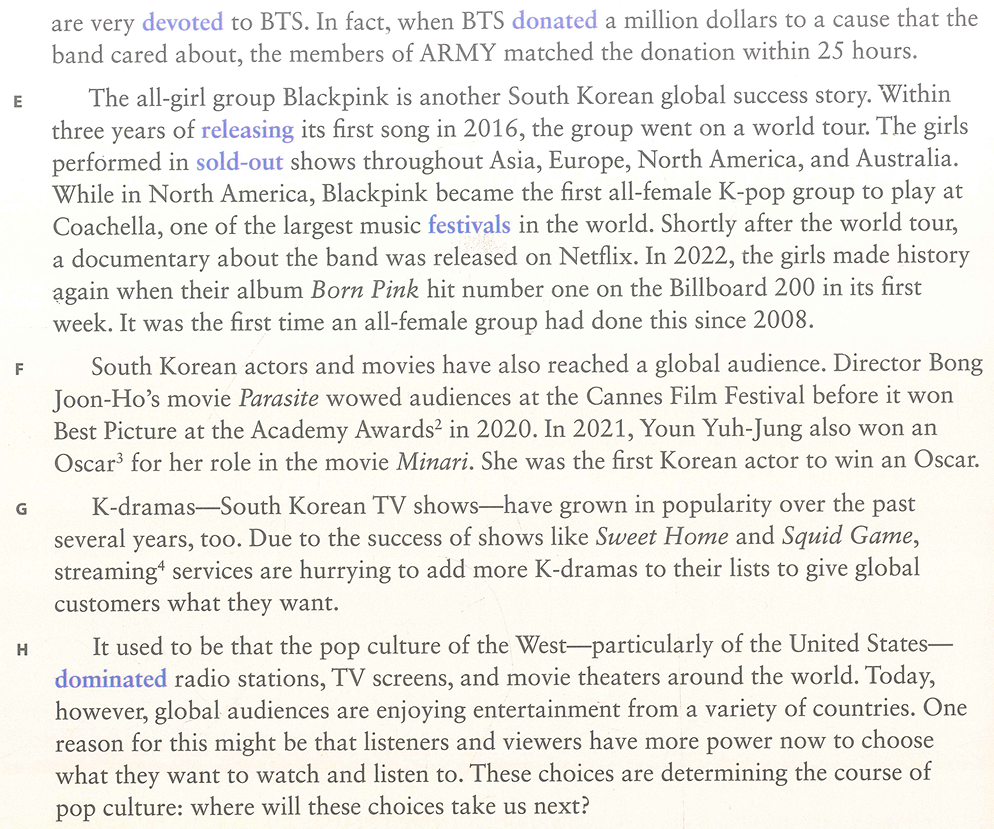 are very devoted to BTS. In fact, when BTS donated a million dollars to a cause that the
band cared about, the members of ARMY matched the donation within 25 hours.
E The all-girl group Blackpink is another South Korean global success story. Within
three years of releasing its first song in 2016, the group went on a world tour. The girls
performed in sold-out shows throughout Asia, Europe, North America, and Australia.
While in North America, Blackpink became the first all-female K-pop group to play at
Coachella, one of the largest music festivals in the world. Shortly after the world tour,
a documentary about the band was released on Netflix. In 2022, the girls made history
again when their album Born Pink hit number one on the Billboard 200 in its first
week. It was the first time an all-female group had done this since 2008.
F South Korean actors and movies have also reached a global audience. Director Bong
Joon-Ho's movie Parasite wowed audiences at the Cannes Film Festival before it won
Best Picture at the Academy Awards² in 2020. In 2021, Youn Yuh-Jung also won an
Oscar³ for her role in the movie Minari. She was the first Korean actor to win an Oscar.
G K-dramas—South Korean TV shows—have grown in popularity over the past
several years, too. Due to the success of shows like Sweet Home and Squid Game,
streaming⁴ services are hurrying to add more K-dramas to their lists to give global
customers what they want.
H It used to be that the pop culture of the West—particularly of the United States—
dominated radio stations, TV screens, and movie theaters around the world. Today,
however, global audiences are enjoying entertainment from a variety of countries. One
reason for this might be that listeners and viewers have more power now to choose
what they want to watch and listen to. These choices are determining the course of
pop culture: where will these choices take us next?